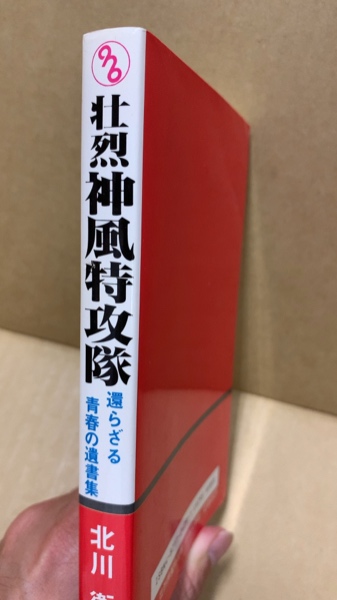 壮烈
神風特攻隊
還らざる
青春の遺書集
北川 衛